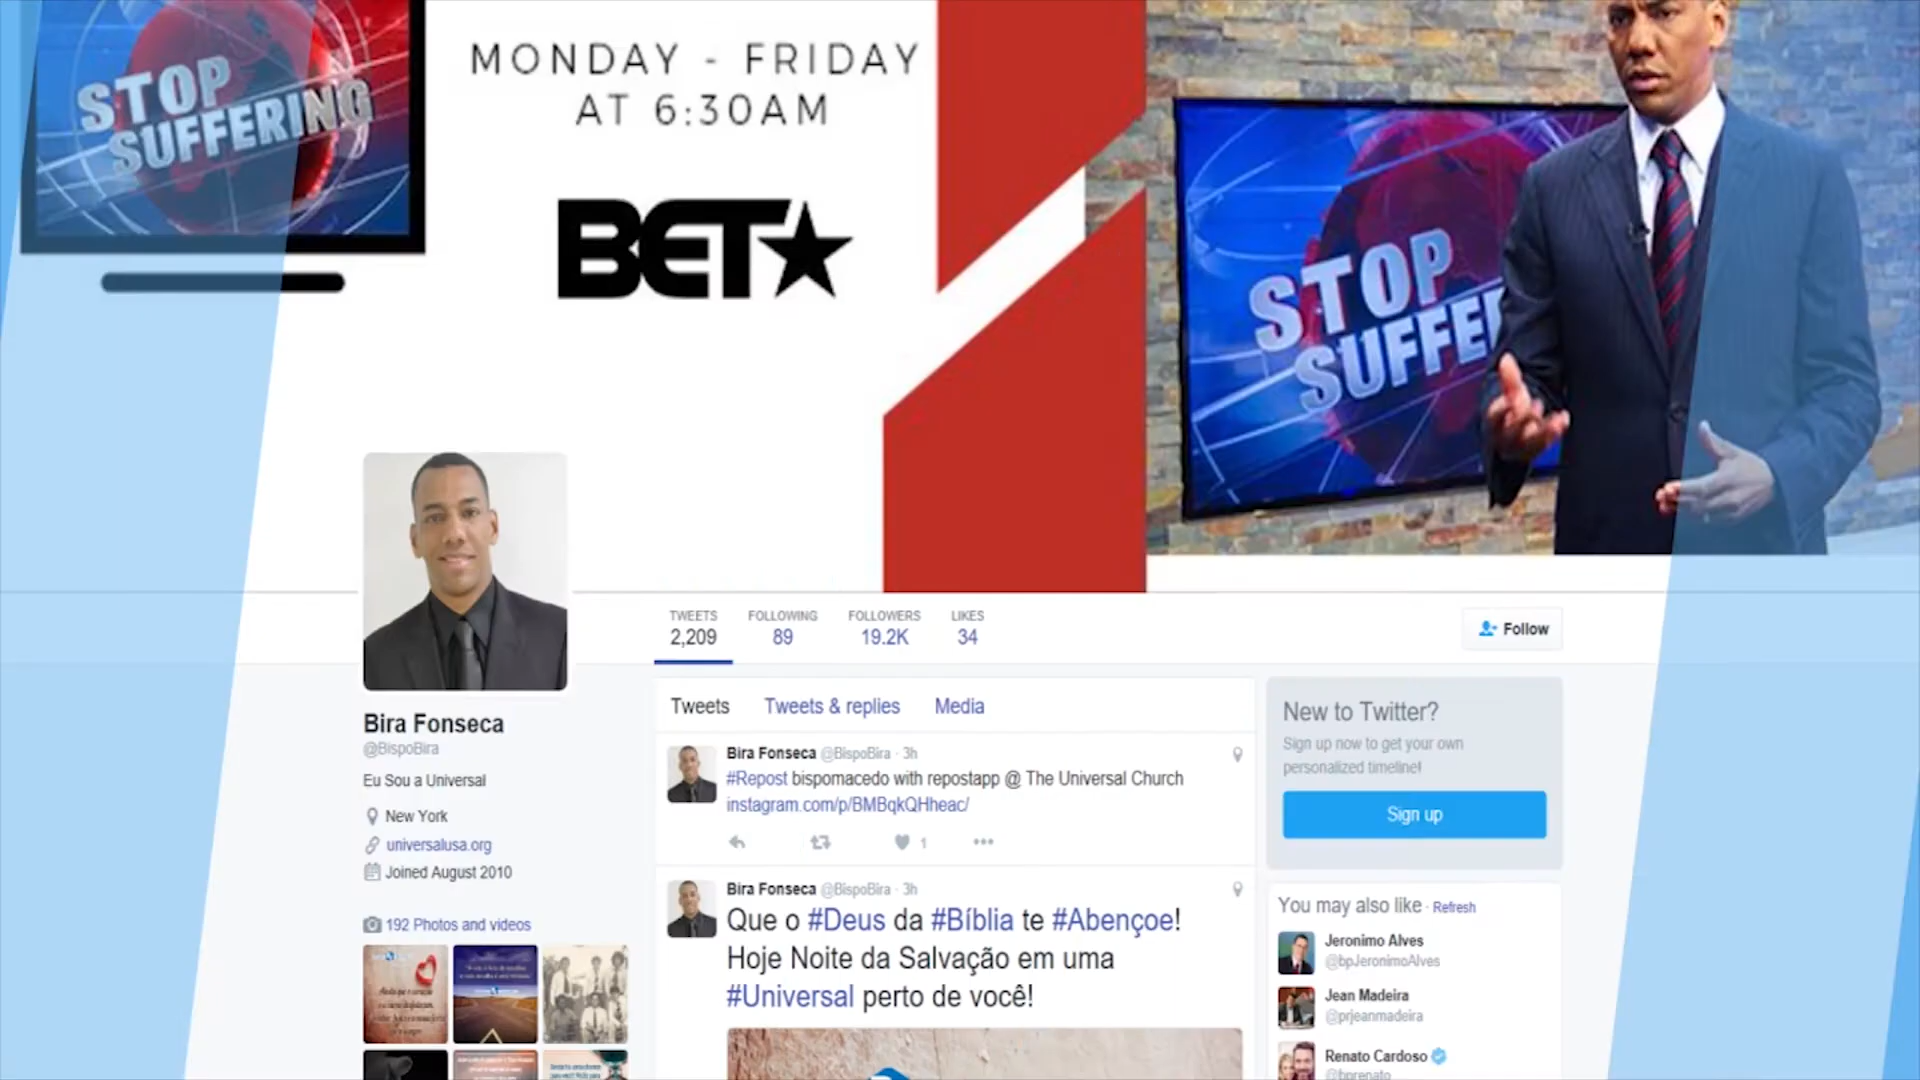 STOP
SUFFERING
MONDAY - FRIDAY
AT 6:30AM
BET
STOP
SUFFE
TWEETS
2,209
FOLLOWING
89
FOLLOWERS
19.2K
LIKES
34
Follow
Bira Fonseca
@BispoBira
Eu Sou a Universal
New York
universalusa.org
Joined August 2010
192 Photos and videos
Tweets
Tweets & replies
Media
Bira Fonseca @BispoBira · 3h
#Repost bispomacedo with repostapp @ The Universal Church
instagram.com/p/BMBqkQHheac/
1
Bira Fonseca @BispoBira · 3h
Que o #Deus da #Bíblia te #Abençoe!
Hoje Noite da Salvação em uma
#Universal perto de você!
New to Twitter?
Sign up now to get your own
personalized timeline!
Sign up
You may also like · Refresh
Jeronimo Alves
@bpJeronimoAlves
Jean Madeira
@prjeanmadeira
Renato Cardoso
@bprenato